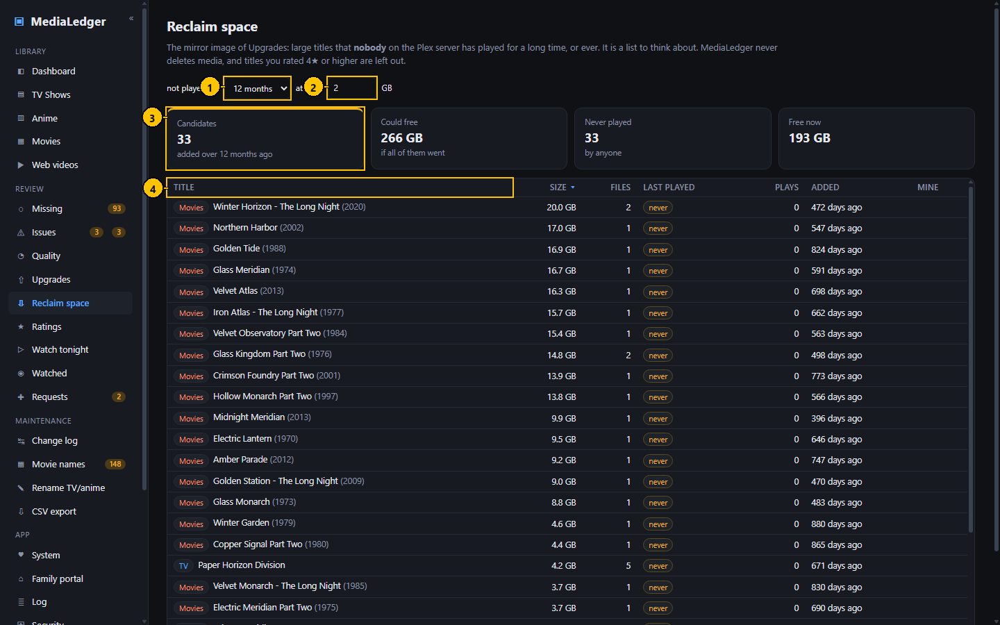 MediaLedger «
LIBRARY
Dashboard
TV Shows
Anime
Movies
Web videos
REVIEW
Missing 93
Issues 3 3
Quality
Upgrades
Reclaim space
Ratings
Watch tonight
Watched
Requests 2
MAINTENANCE
Change log
Movie names 148
Rename TV/anime
CSV export
APP
System
Family portal
Log
Reclaim space
The mirror image of Upgrades: large titles that nobody on the Plex server has played for a long time, or ever. It is a list to think about. MediaLedger never
deletes media, and titles you rated 4★ or higher are left out.
not playe 1 12 months at 2 2 GB
3
Candidates
33
added over 12 months ago
Could free
266 GB
if all of them went
Never played
33
by anyone
Free now
193 GB
4 TITLE SIZE FILES LAST PLAYED PLAYS ADDED MINE
Movies Winter Horizon - The Long Night (2020) 20.0 GB 2 never 0 472 days ago
Movies Northern Harbor (2002) 17.0 GB 1 never 0 547 days ago
Movies Golden Tide (1988) 16.9 GB 1 never 0 824 days ago
Movies Glass Meridian (1974) 16.7 GB 1 never 0 591 days ago
Movies Velvet Atlas (2013) 16.3 GB 1 never 0 698 days ago
Movies Iron Atlas - The Long Night (1977) 15.7 GB 1 never 0 662 days ago
Movies Velvet Observatory Part Two (1984) 15.4 GB 1 never 0 563 days ago
Movies Glass Kingdom Part Two (1976) 14.8 GB 2 never 0 498 days ago
Movies Crimson Foundry Part Two (2001) 13.9 GB 1 never 0 773 days ago
Movies Hollow Monarch Part Two (1997) 13.8 GB 1 never 0 566 days ago
Movies Midnight Meridian (2013) 9.9 GB 1 never 0 396 days ago
Movies Electric Lantern (1970) 9.5 GB 1 never 0 646 days ago
Movies Amber Parade (2012) 9.2 GB 1 never 0 747 days ago
Movies Golden Station - The Long Night (2009) 9.0 GB 1 never 0 470 days ago
Movies Glass Monarch (1973) 8.8 GB 1 never 0 483 days ago
Movies Winter Garden (1979) 4.6 GB 1 never 0 880 days ago
Movies Copper Signal Part Two (1980) 4.4 GB 1 never 0 865 days ago
TV Paper Horizon Division 4.2 GB 5 never 0 671 days ago
Movies Velvet Monarch - The Long Night (1985) 3.7 GB 1 never 0 830 days ago
Movies Electric Meridian Part Two (1975) 3.7 GB 1 never 0 690 days ago